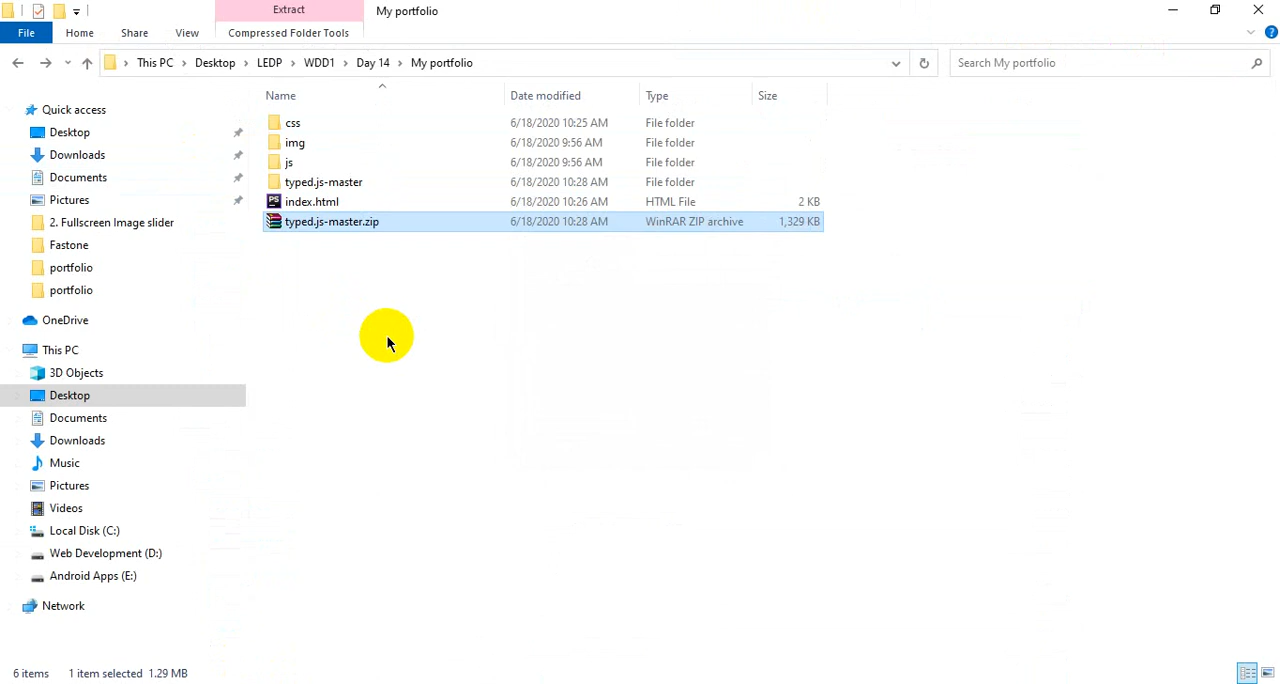 Extract
My portfolio
File
Home
Share
View
Compressed Folder Tools
This PC
Desktop
LEDP
WDD1
Day 14
My portfolio
Search My portfolio
Name
Date modified
Type
Size
css 6/18/2020 10:25 AM File folder
img 6/18/2020 9:56 AM File folder
js 6/18/2020 9:56 AM File folder
typed.js-master 6/18/2020 10:28 AM File folder
PS index.html 6/18/2020 10:26 AM HTML File 2 KB
typed.js-master.zip 6/18/2020 10:28 AM WinRAR ZIP archive 1,329 KB
Quick access
Desktop
Downloads
Documents
Pictures
2. Fullscreen Image slider
Fastone
portfolio
portfolio
OneDrive
This PC
3D Objects
Desktop
Documents
Downloads
Music
Pictures
Videos
Local Disk (C:)
Web Development (D:)
Android Apps (E:)
Network
6 items 1 item selected 1.29 MB